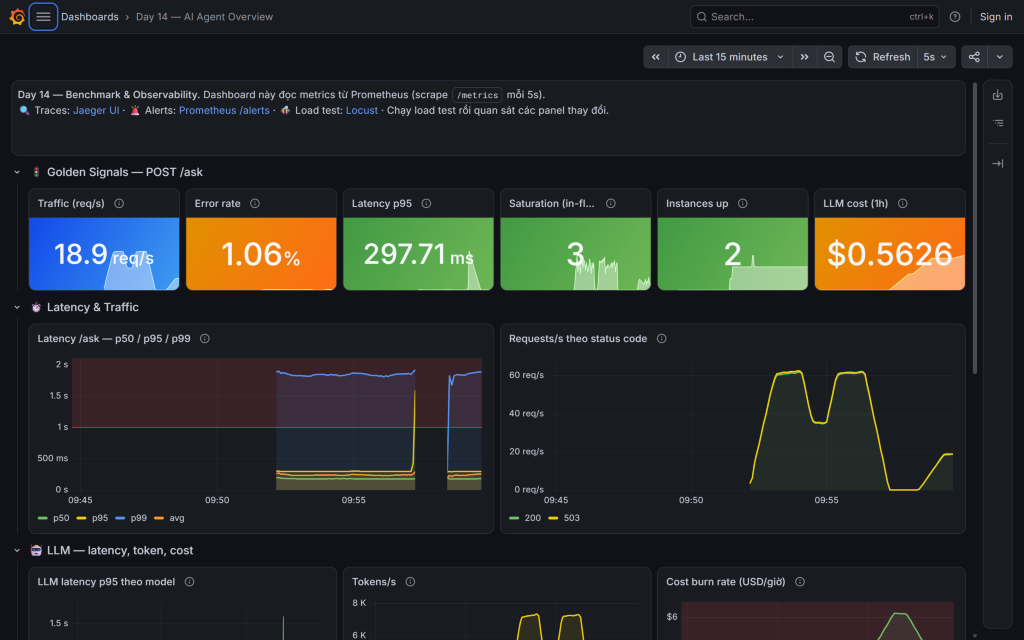 Dashboards › Day 14 — AI Agent Overview
Search... ctrl+k
Sign in
Last 15 minutes
Refresh 5s
Day 14 — Benchmark & Observability. Dashboard này đọc metrics từ Prometheus (scrape /metrics mỗi 5s).
Traces: Jaeger UI · Alerts: Prometheus /alerts · Load test: Locust · Chạy load test rồi quan sát các panel thay đổi.
Golden Signals — POST /ask
Traffic (req/s)
18.9 req/s
Error rate
1.06%
Latency p95
297.71 ms
Saturation (in-fl...
3
Instances up
2
LLM cost (1h)
$0.5626
Latency & Traffic
Latency /ask — p50 / p95 / p99
2 s
1.5 s
1 s
500 ms
0 s
09:45 09:50 09:55
p50 p95 p99 avg
Requests/s theo status code
60 req/s
40 req/s
20 req/s
0 req/s
09:45 09:50 09:55
200 503
LLM — latency, token, cost
LLM latency p95 theo model
1.5 s
Tokens/s
8 K
6 K
Cost burn rate (USD/giờ)
$6